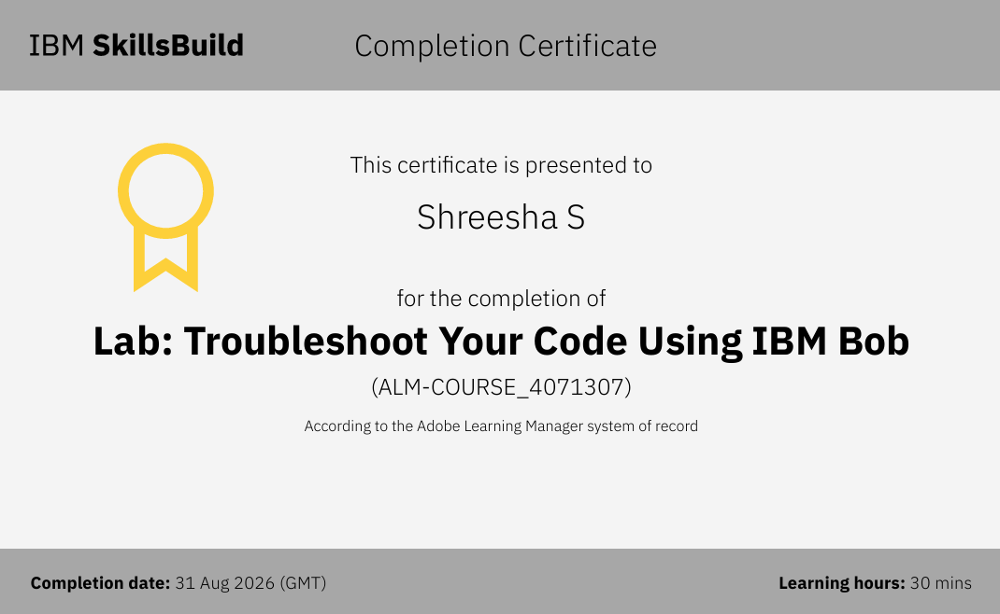 IBM SkillsBuild
Completion Certificate
This certificate is presented to
Shreesha S
for the completion of
Lab: Troubleshoot Your Code Using IBM Bob
(ALM-COURSE_4071307)
According to the Adobe Learning Manager system of record
Completion date: 31 Aug 2026 (GMT)
Learning hours: 30 mins